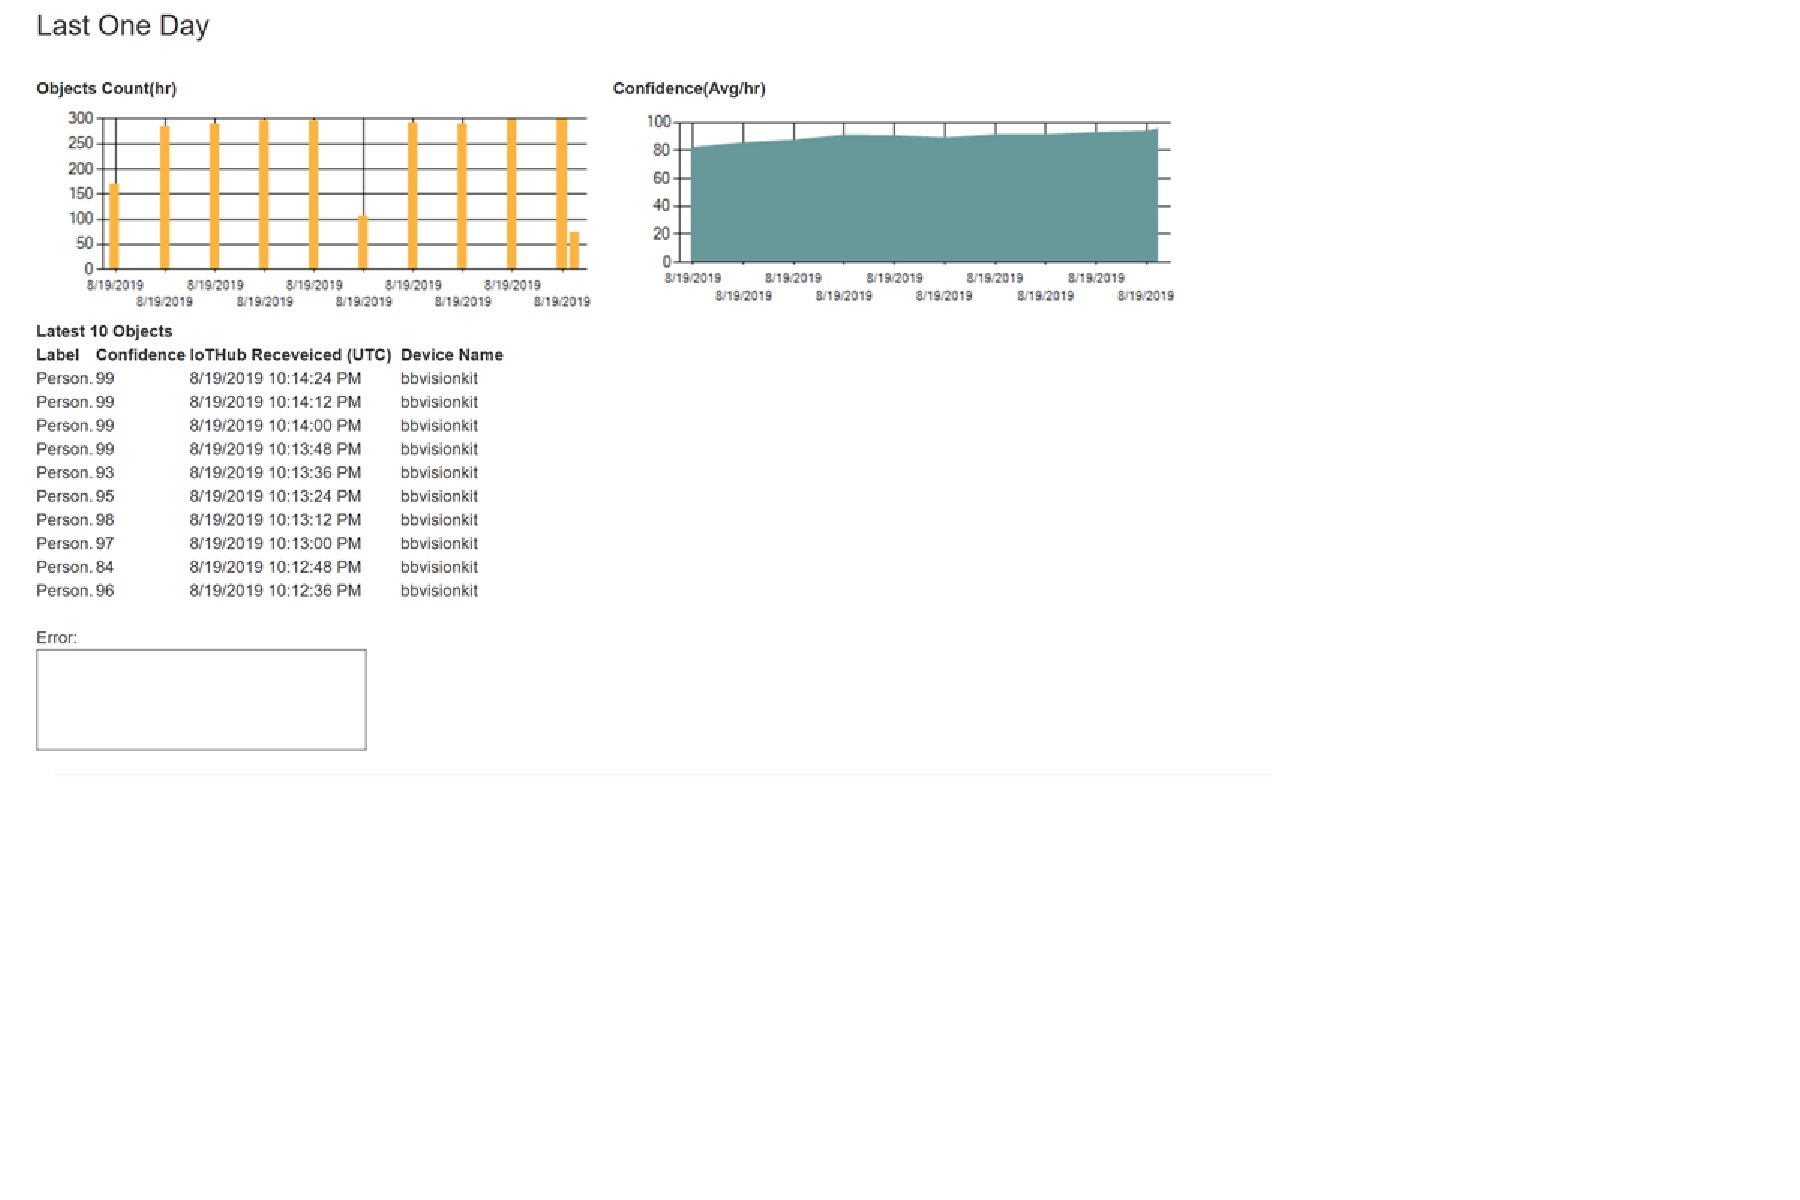 Last One Day
Objects Count(hr)
Confidence(Avg/hr)
300
250
200
150
100
50
0
8/19/2019 8/19/2019 8/19/2019 8/19/2019 8/19/2019
8/19/2019 8/19/2019 8/19/2019 8/19/2019 8/19/2019
100
80
60
40
20
0
8/19/2019 8/19/2019 8/19/2019 8/19/2019 8/19/2019
8/19/2019 8/19/2019 8/19/2019 8/19/2019 8/19/2019
Latest 10 Objects
Label Confidence IoTHub Receveiced (UTC) Device Name
Person. 99 8/19/2019 10:14:24 PM bbvisionkit
Person. 99 8/19/2019 10:14:12 PM bbvisionkit
Person. 99 8/19/2019 10:14:00 PM bbvisionkit
Person. 99 8/19/2019 10:13:48 PM bbvisionkit
Person. 93 8/19/2019 10:13:36 PM bbvisionkit
Person. 95 8/19/2019 10:13:24 PM bbvisionkit
Person. 98 8/19/2019 10:13:12 PM bbvisionkit
Person. 97 8/19/2019 10:13:00 PM bbvisionkit
Person. 84 8/19/2019 10:12:48 PM bbvisionkit
Person. 96 8/19/2019 10:12:36 PM bbvisionkit
Error: